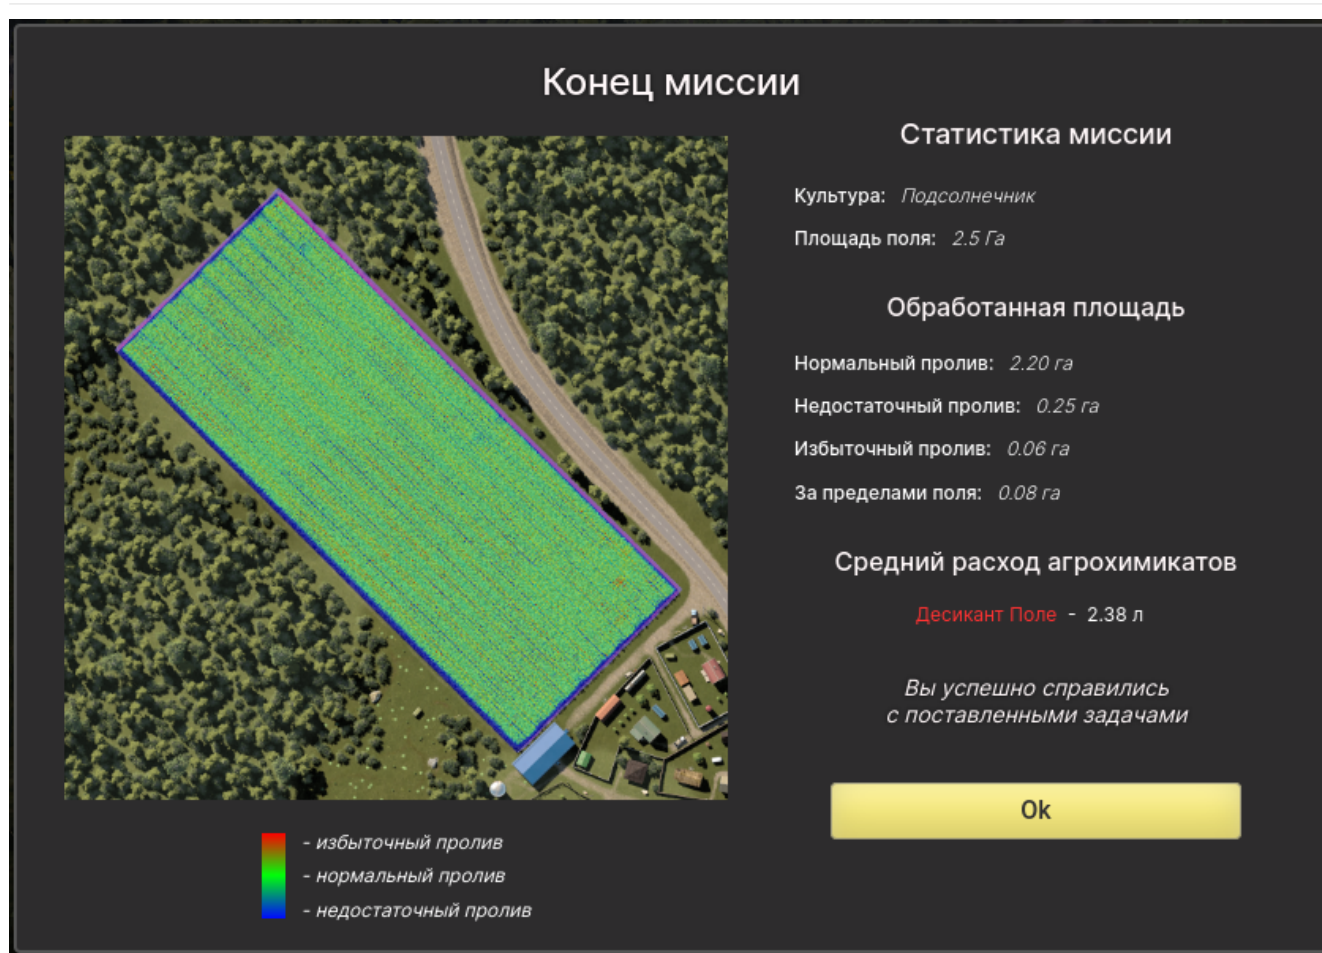 Конец миссии
Статистика миссии
Культура: Подсолнечник
Площадь поля: 2.5 Га
Обработанная площадь
Нормальный пролив: 2.20 га
Недостаточный пролив: 0.25 га
Избыточный пролив: 0.06 га
За пределами поля: 0.08 га
Средний расход агрохимикатов
Десикант Поле - 2.38 л
Вы успешно справились
с поставленными задачами
Ok
- избыточный пролив
- нормальный пролив
- недостаточный пролив